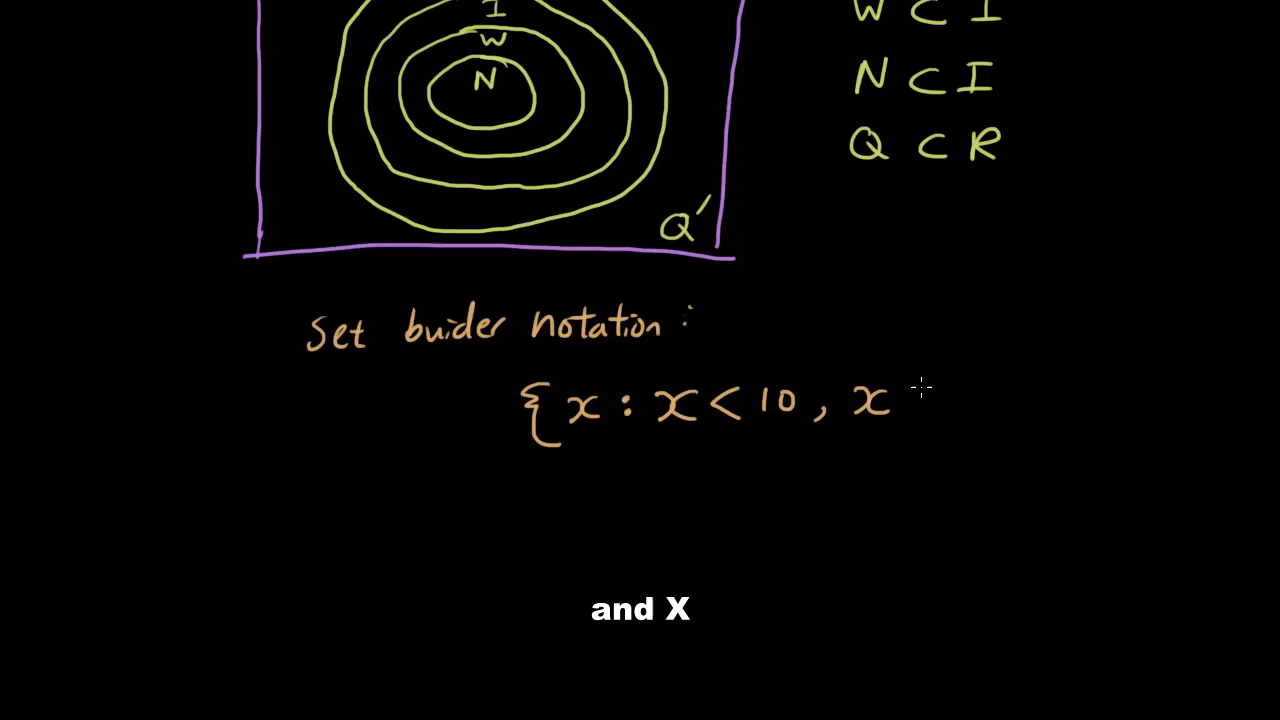 I
W
N
Q'
W ⊂ I
N ⊂ I
Q ⊂ R
Set buider notation :
{ x : x < 10 , x
and X